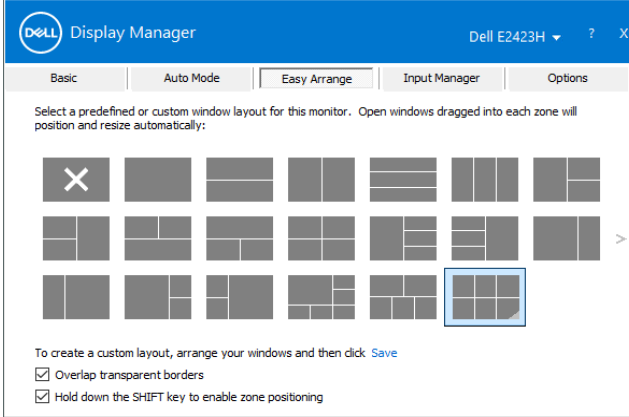 DELL Display Manager
Dell E2423H ? X
Basic Auto Mode Easy Arrange Input Manager Options
Select a predefined or custom window layout for this monitor. Open windows dragged into each zone will
position and resize automatically:
>
To create a custom layout, arrange your windows and then click Save
Overlap transparent borders
Hold down the SHIFT key to enable zone positioning